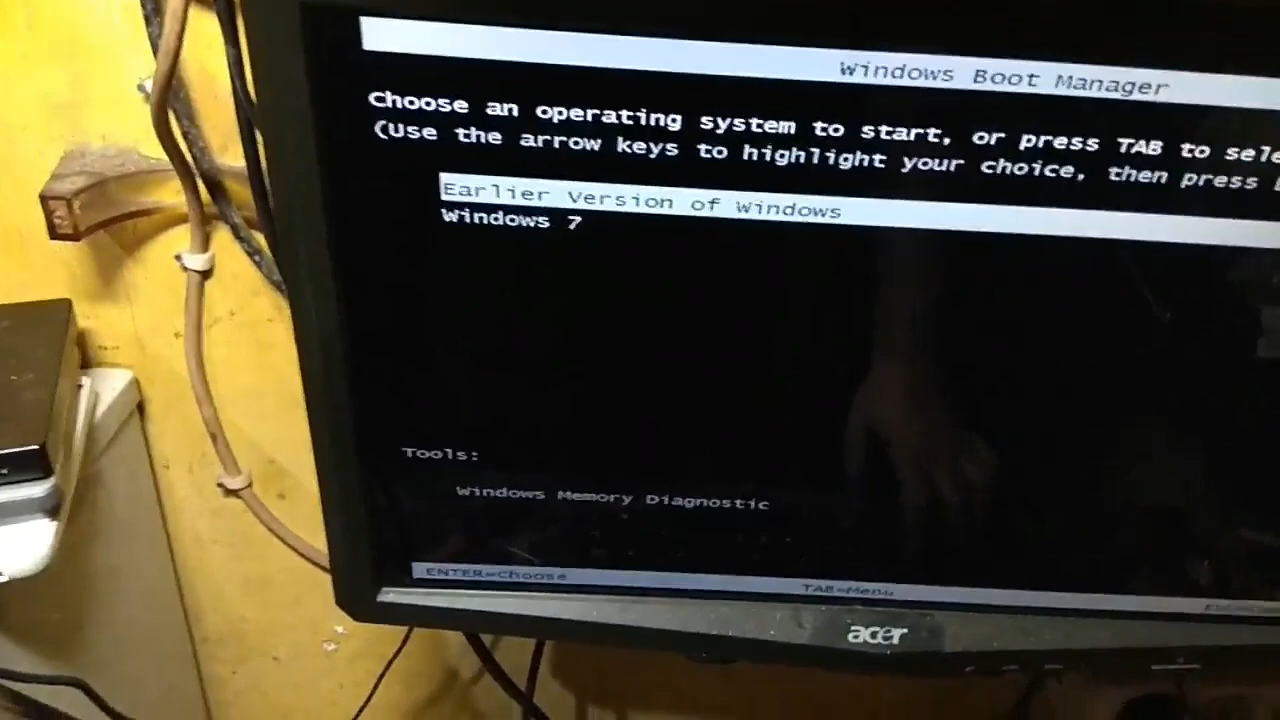 Windows Boot Manager
Choose an operating system to start, or press TAB to sele
(Use the arrow keys to highlight your choice, then press
Earlier Version of Windows
Windows 7
Tools:
Windows Memory Diagnostic
ENTER=Choose
TAB=Menu
acer